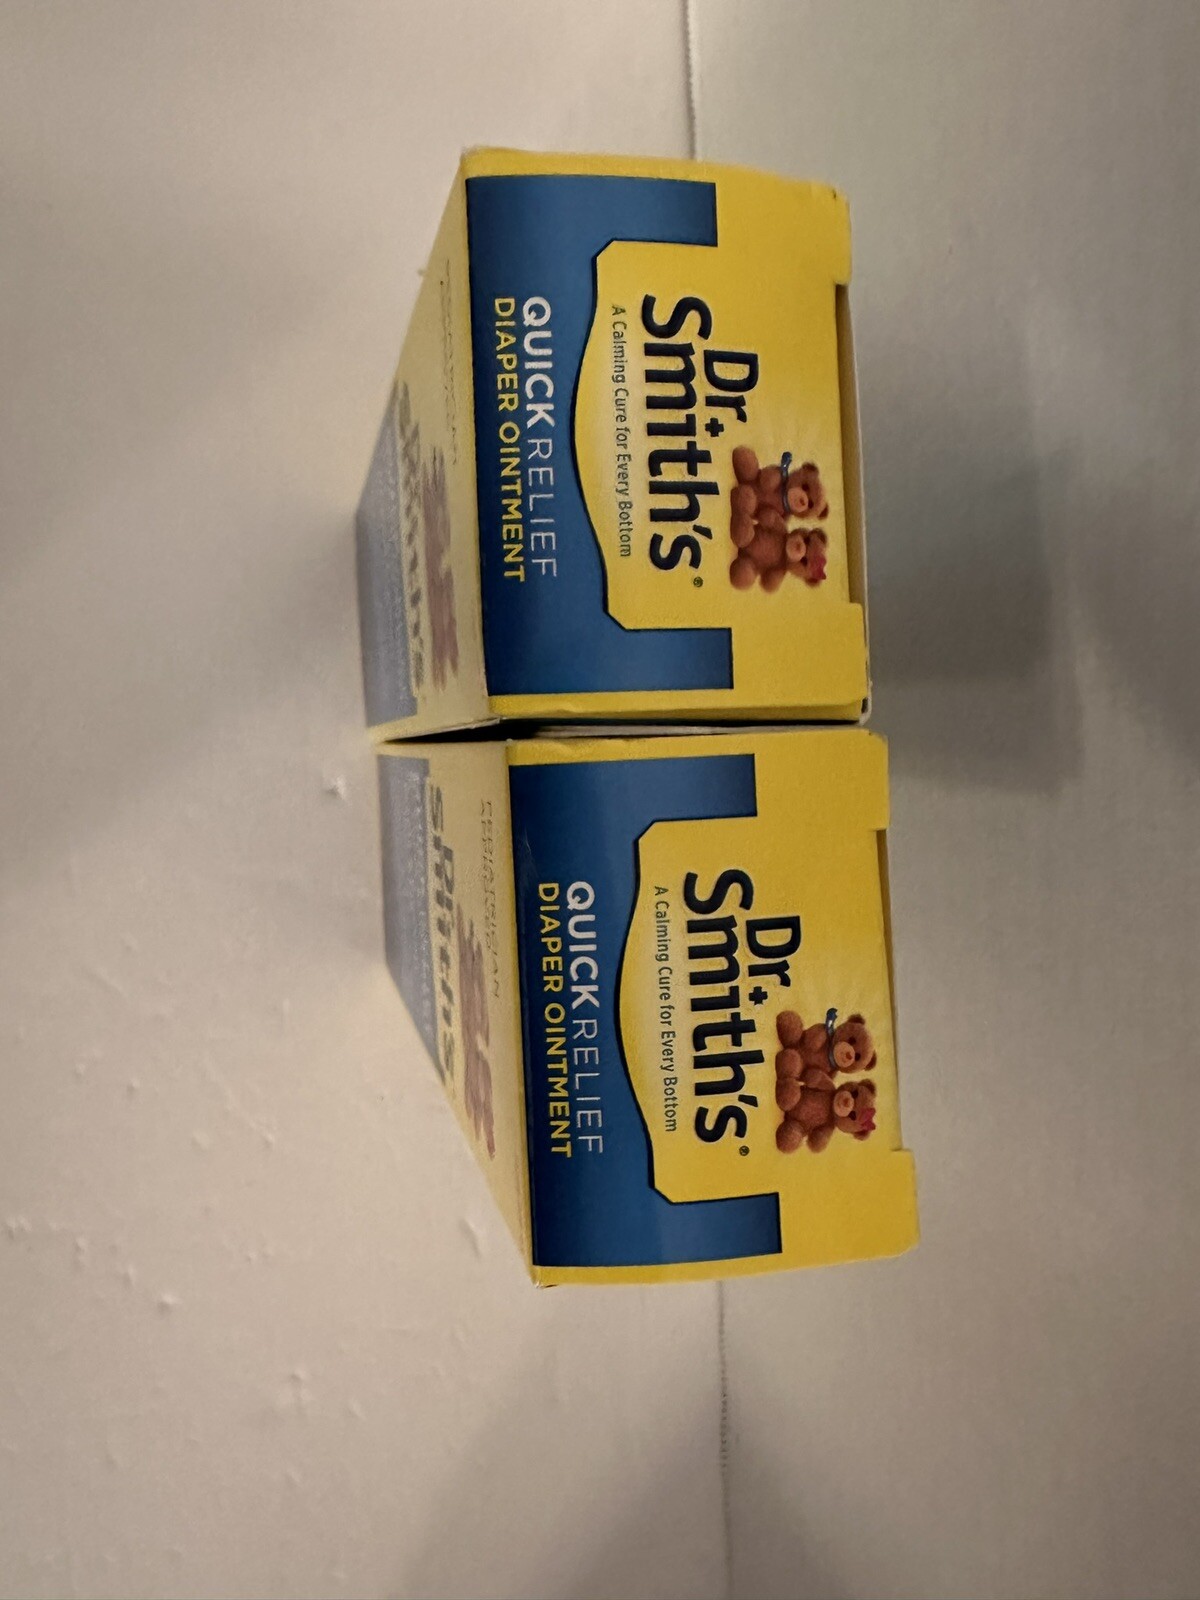 Dr.
Smith's®
A Calming Cure for Every Bottom
QUICK RELIEF
DIAPER OINTMENT
Dr.
Smith's®
A Calming Cure for Every Bottom
QUICK RELIEF
DIAPER OINTMENT